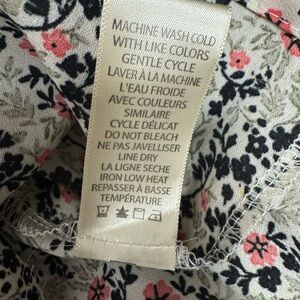 MACHINE WASH COLD
WITH LIKE COLORS
GENTLE CYCLE
LAVER À LA MACHINE
L'EAU FROIDE
AVEC COULEURS
SIMILAIRE
CYCLE DÉLICAT
DO NOT BLEACH
NE PAS JAVELLISER
LINE DRY
LA LIGNE SÈCHE
IRON LOW HEAT
REPASSER À BASSE
TEMPÉRATURE